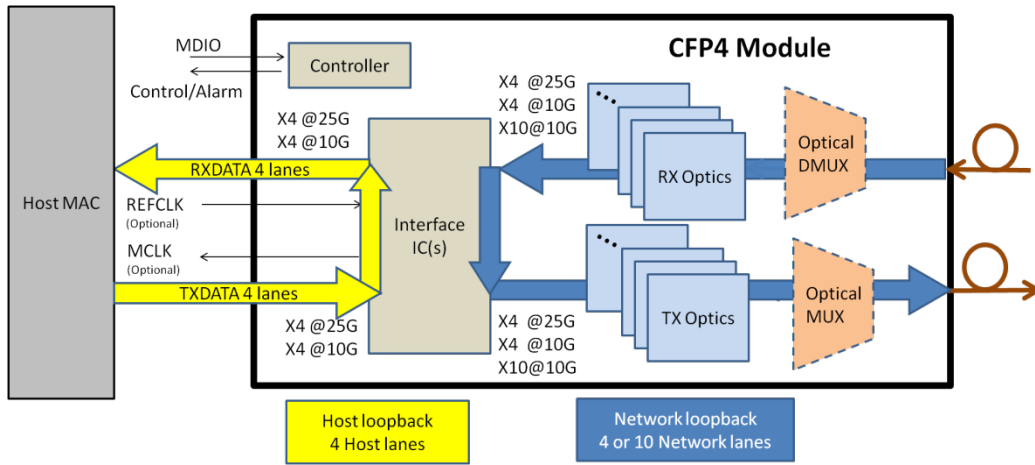 CFP4 Module
MDIO
Controller
Control/Alarm
X4 @25G
X4 @10G
X4 @25G
X4 @10G
X10@10G
RXDATA 4 lanes
RX Optics
Optical
DMUX
Host MAC
REFCLK
(Optional)
Interface
IC(s)
MCLK
(Optional)
TXDATA 4 lanes
TX Optics
Optical
MUX
X4 @25G
X4 @10G
X4 @25G
X4 @10G
X10@10G
Host loopback
4 Host lanes
Network loopback
4 or 10 Network lanes